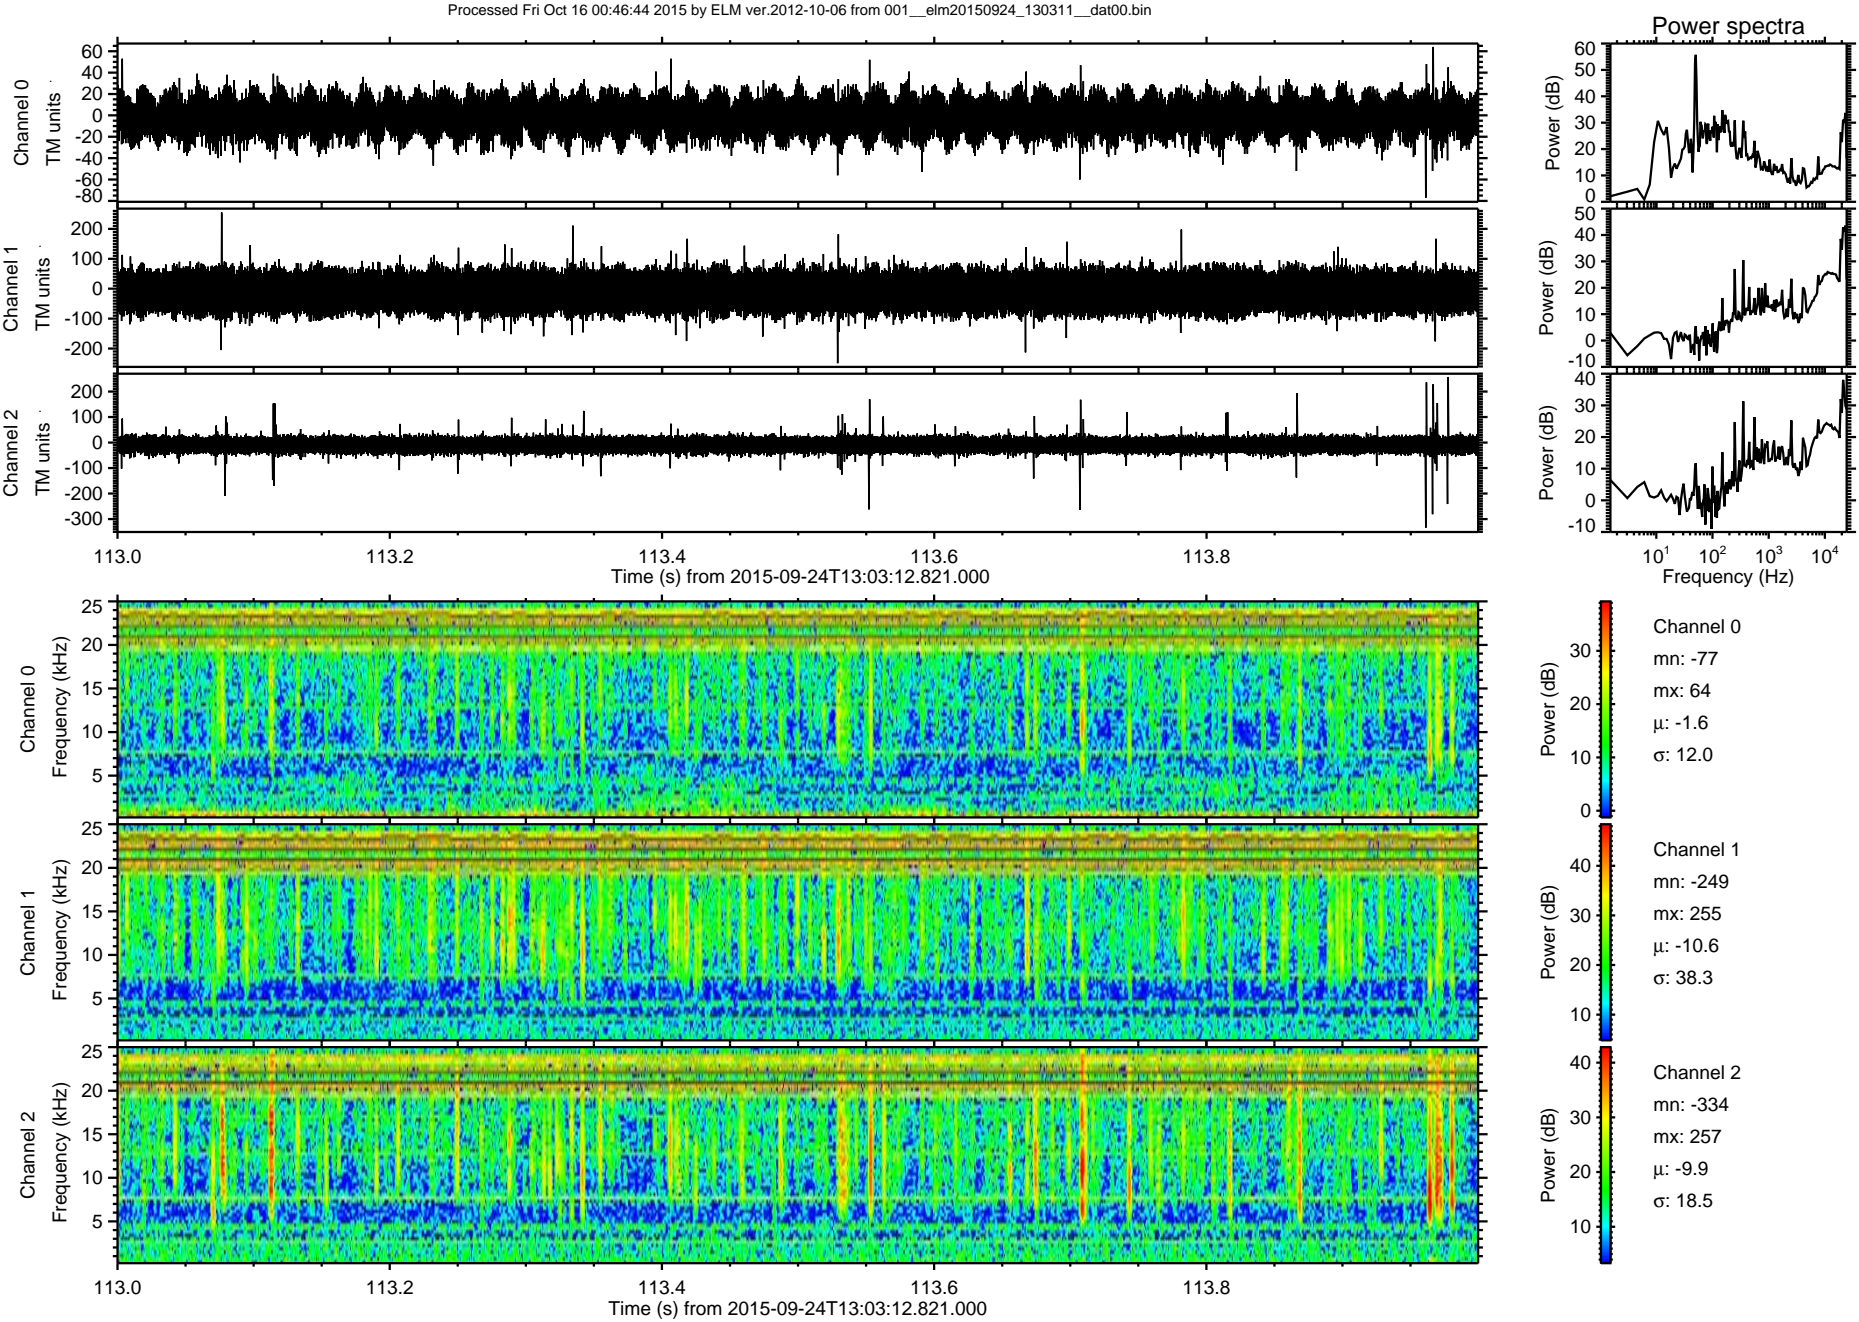 Processed Fri Oct 16 00:46:44 2015 by ELM ver.2012-10-06 from 001__elm20150924_130311__dat00.bin
Power spectra
Channel 0
TM units
60
40
20
0
-20
-40
-60
-80
Power (dB)
60
50
40
30
20
10
0
Channel 1
TM units
200
100
0
-100
-200
Power (dB)
50
40
30
20
10
0
-10
Channel 2
TM units
200
100
0
-100
-200
-300
Power (dB)
40
30
20
10
0
-10
113.0 113.2 113.4 113.6 113.8
Time (s) from 2015-09-24T13:03:12.821.000
10¹ 10² 10³ 10⁴
Frequency (Hz)
Channel 0
Frequency (kHz)
25
20
15
10
5
Power (dB)
30
20
10
0
Channel 0
mn: -77
mx: 64
μ: -1.6
σ: 12.0
Channel 1
Frequency (kHz)
25
20
15
10
5
Power (dB)
40
30
20
10
Channel 1
mn: -249
mx: 255
μ: -10.6
σ: 38.3
Channel 2
Frequency (kHz)
25
20
15
10
5
Power (dB)
40
30
20
10
Channel 2
mn: -334
mx: 257
μ: -9.9
σ: 18.5
113.0 113.2 113.4 113.6 113.8
Time (s) from 2015-09-24T13:03:12.821.000